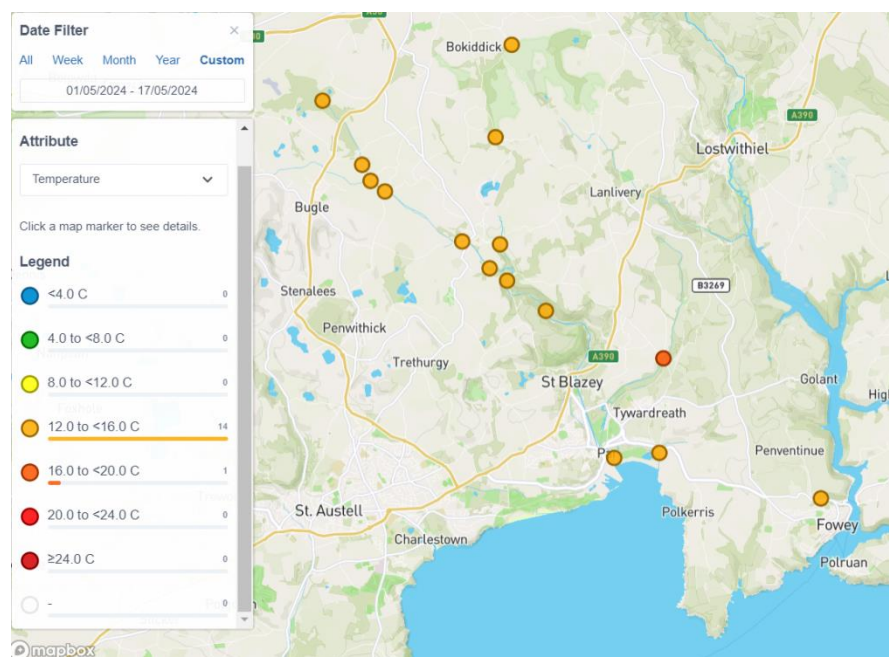 Date Filter ×
All Week Month Year Custom
01/05/2024 - 17/05/2024
Attribute
Temperature
Click a map marker to see details.
Legend
<4.0 C 0
4.0 to <8.0 C 0
8.0 to <12.0 C 0
12.0 to <16.0 C 14
16.0 to <20.0 C 1
20.0 to <24.0 C 0
≥24.0 C 0
- 0
mapbox
Bokiddick
A390
Lostwithiel
Lanlivery
Bugle
B3269
Stenalees
Penwithick
Trethurgy
A390
St Blazey
Golant
Tywardreath
Penventinue
St. Austell
Polkerris
Fowey
Charlestown
Polruan